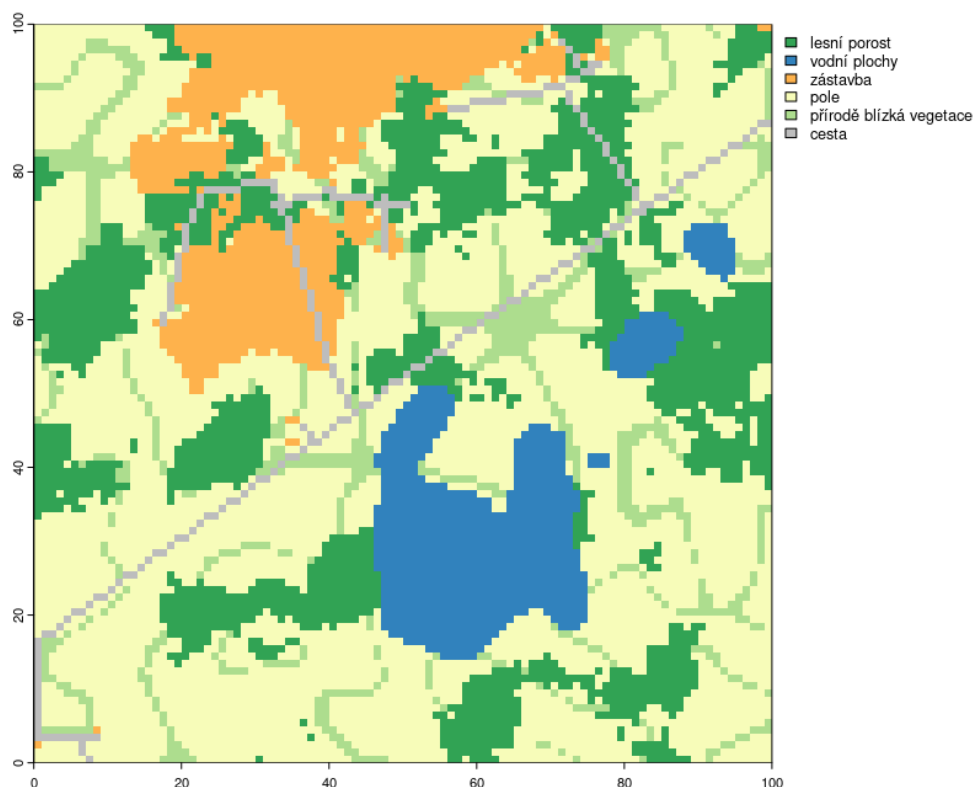 lesní porost
vodní plochy
zástavba
pole
přírodě blízká vegetace
cesta
100
80
60
40
20
0
0 20 40 60 80 100